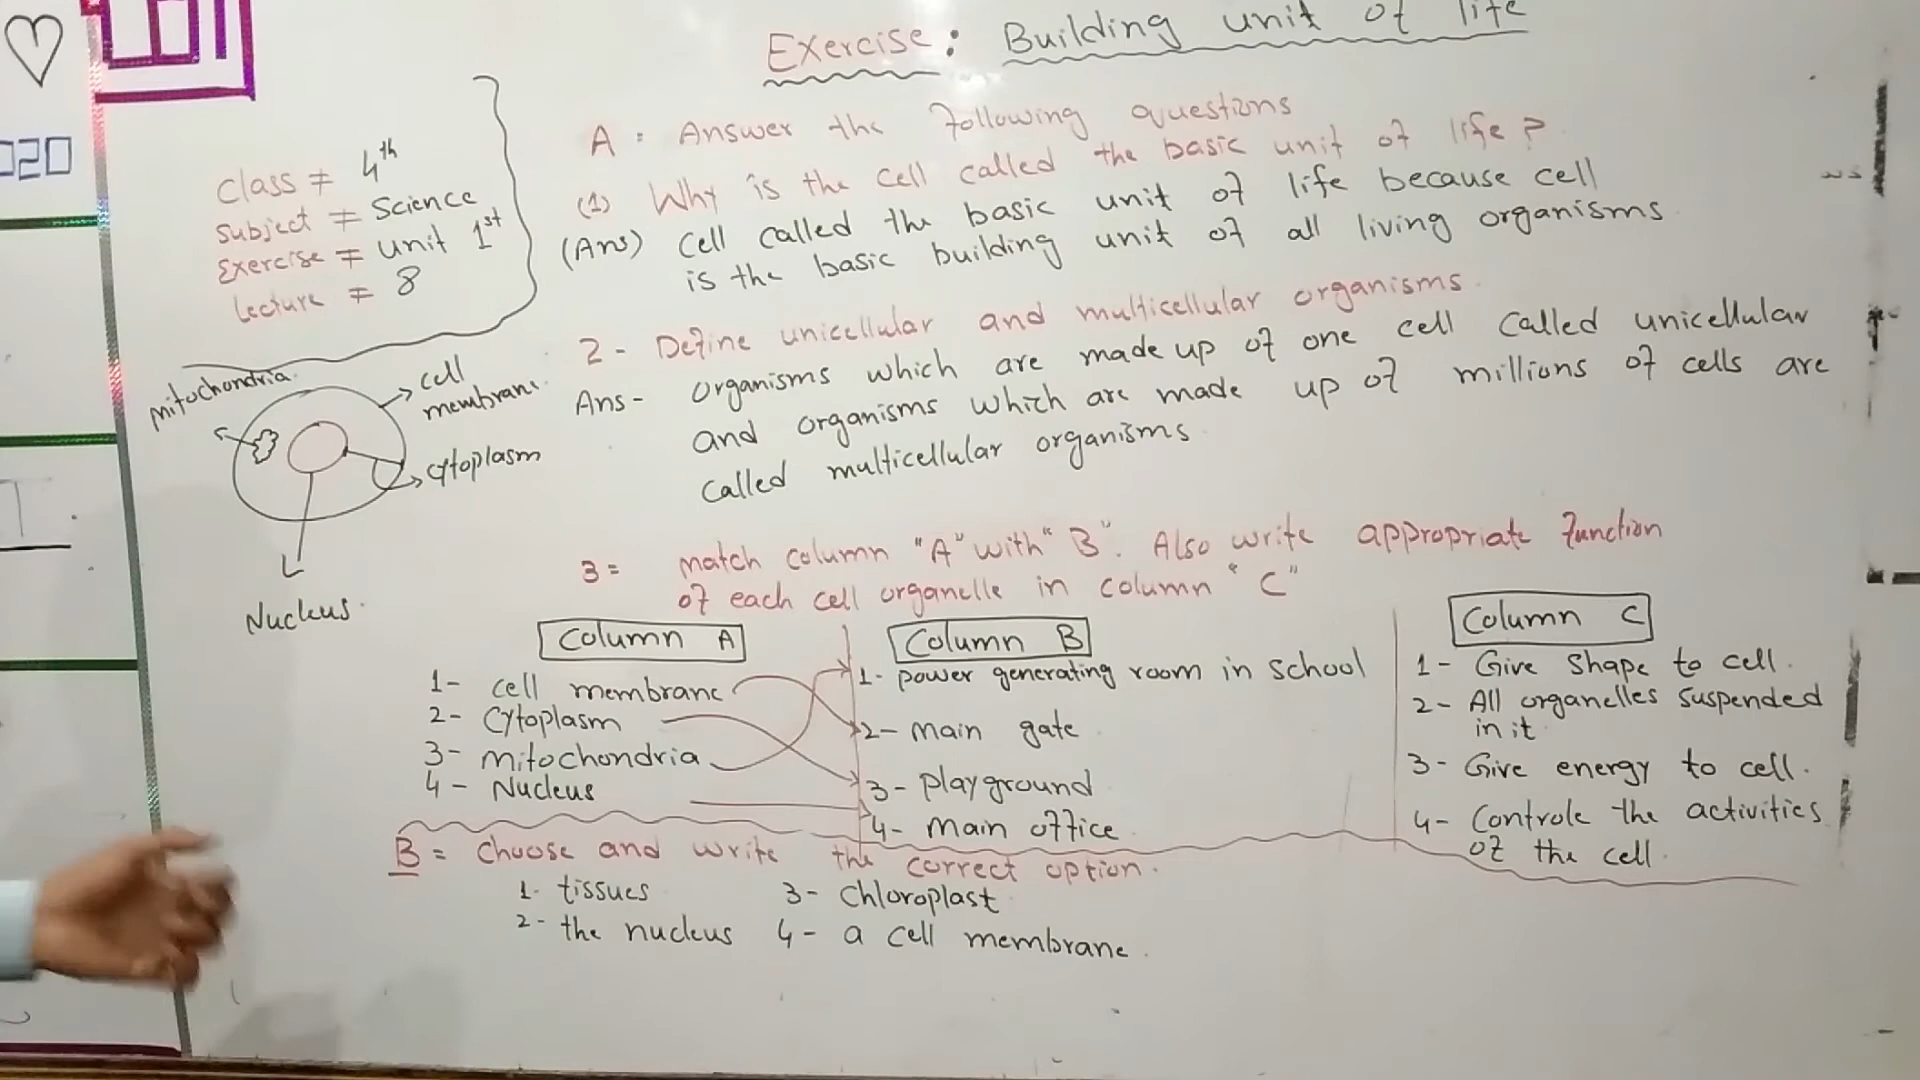 Exercise: Building unit of life
020
Class = 4th
Subject = Science
Exercise = unit 1st
Lecture = 8
A: Answer the following questions
(1) Why is the cell called the basic unit of life?
(Ans) Cell called the basic unit of life because cell
is the basic building unit of all living organisms
2- Define unicellular and multicellular organisms.
Ans- organisms which are made up of one cell called unicellular
and organisms which are made up of millions of cells are
called multicellular organisms
mitochondria.
cell
membrane.
cytoplasm
Nucleus.
3= match column "A" with "B". Also write appropriate function
of each cell organelle in column "C"
Column A
1- cell membrane
2- Cytoplasm
3- mitochondria
4- Nucleus
Column B
1- power generating room in school
2- main gate
3- playground
4- main office
Column C
1- Give shape to cell.
2- All organelles suspended
in it
3- Give energy to cell.
4- Controle the activities
of the cell.
B= choose and write the correct option.
1- tissues 3- Chloroplast
2- the nucleus 4- a cell membrane.